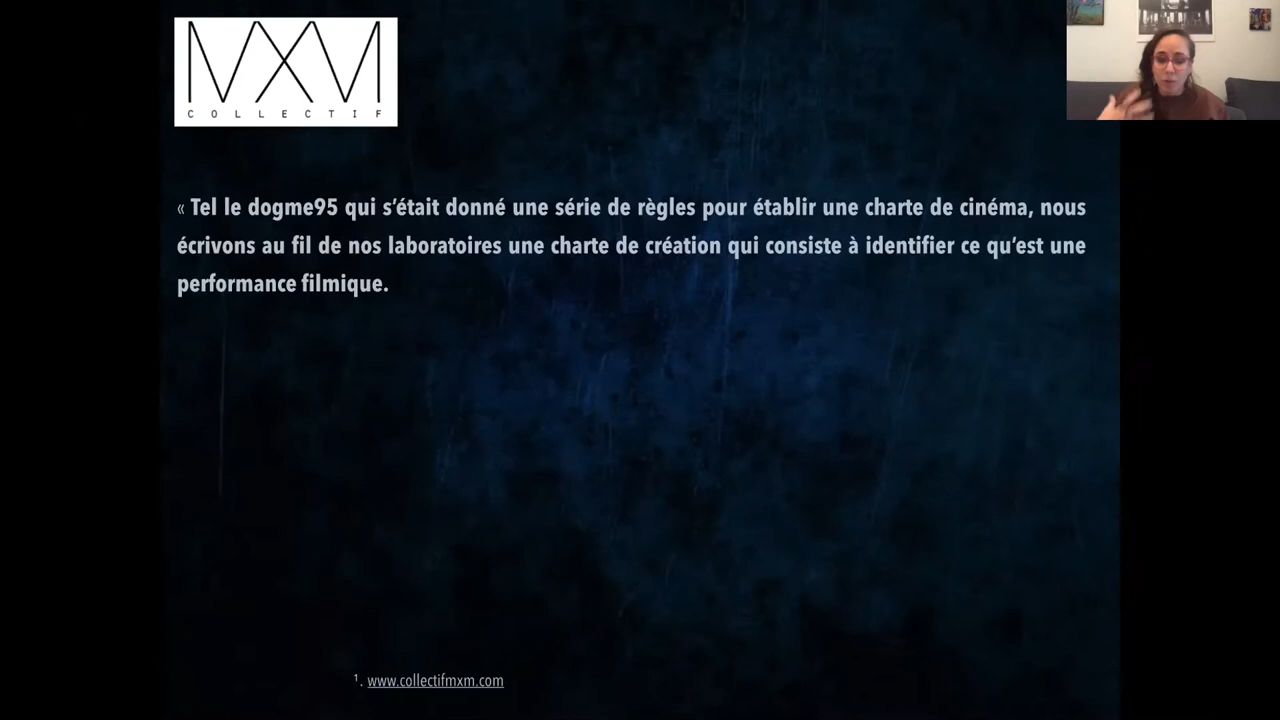 MXM
COLLECTIF
« Tel le dogme95 qui s’était donné une série de règles pour établir une charte de cinéma, nous
écrivons au fil de nos laboratoires une charte de création qui consiste à identifier ce qu’est une
performance filmique.
¹. www.collectifmxm.com